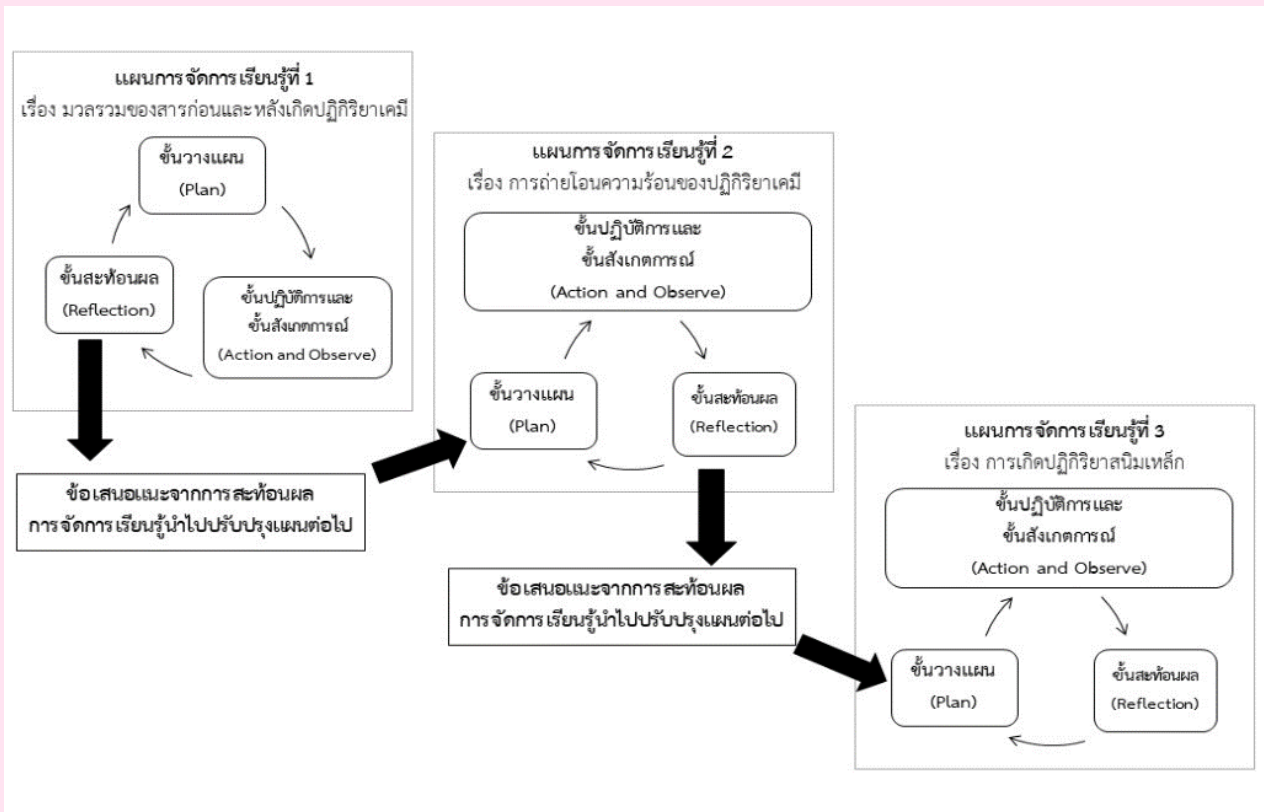 แผนการจัดการเรียนรู้ที่ 1
เรื่อง มวลรวมของสารก่อนและหลังเกิดปฏิกิริยาเคมี
ขั้นวางแผน
(Plan)
ขั้นสะท้อนผล
(Reflection)
ขั้นปฏิบัติการและ
ขั้นสังเกตการณ์
(Action and Observe)
ข้อเสนอแนะจากการสะท้อนผล
การจัดการเรียนรู้นำไปปรับปรุงแผนต่อไป
แผนการจัดการเรียนรู้ที่ 2
เรื่อง การถ่ายโอนความร้อนของปฏิกิริยาเคมี
ขั้นปฏิบัติการและ
ขั้นสังเกตการณ์
(Action and Observe)
ขั้นวางแผน
(Plan)
ขั้นสะท้อนผล
(Reflection)
ข้อเสนอแนะจากการสะท้อนผล
การจัดการเรียนรู้นำไปปรับปรุงแผนต่อไป
แผนการจัดการเรียนรู้ที่ 3
เรื่อง การเกิดปฏิกิริยาสนิมเหล็ก
ขั้นปฏิบัติการและ
ขั้นสังเกตการณ์
(Action and Observe)
ขั้นวางแผน
(Plan)
ขั้นสะท้อนผล
(Reflection)